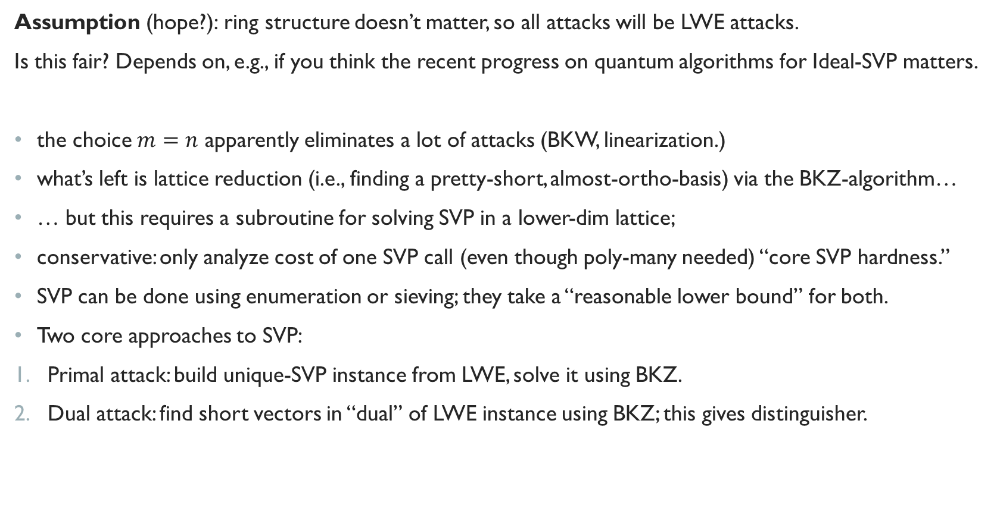 Assumption (hope?): ring structure doesn’t matter, so all attacks will be LWE attacks.
Is this fair? Depends on, e.g., if you think the recent progress on quantum algorithms for Ideal-SVP matters.
• the choice m = n apparently eliminates a lot of attacks (BKW, linearization.)
• what’s left is lattice reduction (i.e., finding a pretty-short, almost-ortho-basis) via the BKZ-algorithm…
• … but this requires a subroutine for solving SVP in a lower-dim lattice;
• conservative: only analyze cost of one SVP call (even though poly-many needed) “core SVP hardness.”
• SVP can be done using enumeration or sieving; they take a “reasonable lower bound” for both.
• Two core approaches to SVP:
1. Primal attack: build unique-SVP instance from LWE, solve it using BKZ.
2. Dual attack: find short vectors in “dual” of LWE instance using BKZ; this gives distinguisher.